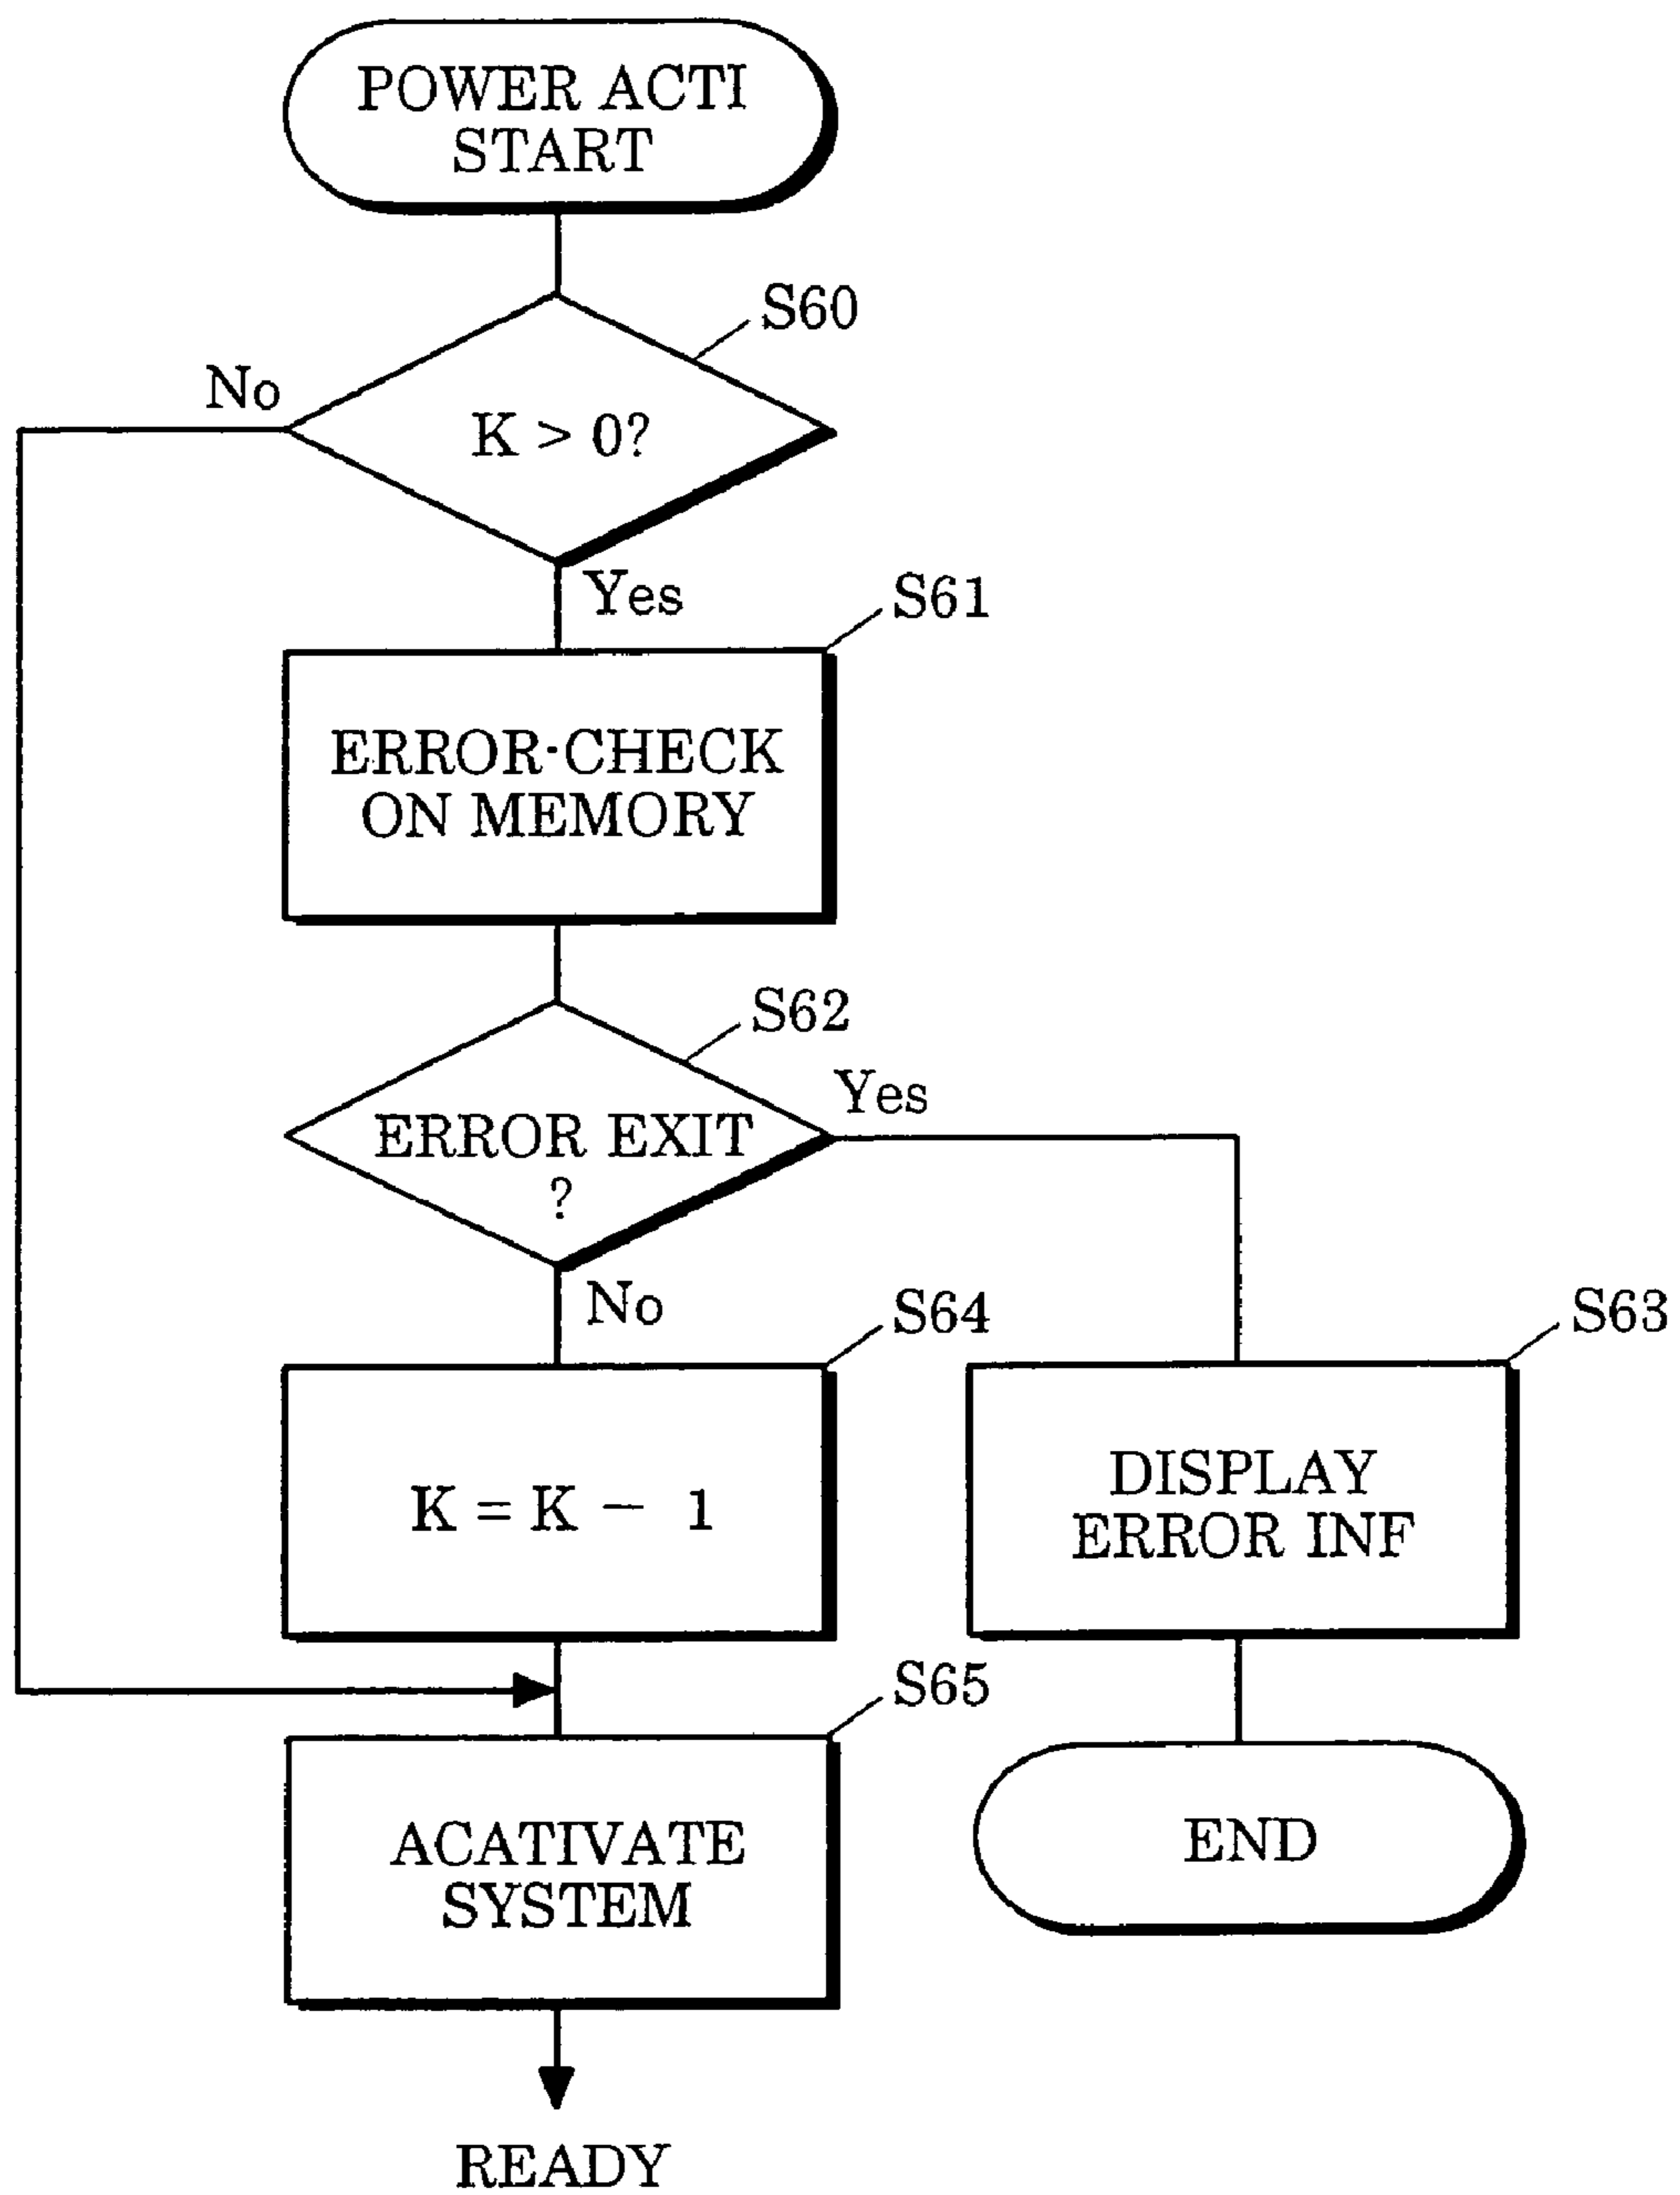 POWER ACTI
START
S60
No
K > 0?
Yes
S61
ERROR-CHECK
ON MEMORY
S62
Yes
ERROR EXIT
?
No
S64
S63
K = K − 1
DISPLAY
ERROR INF
S65
ACATIVATE
SYSTEM
END
READY